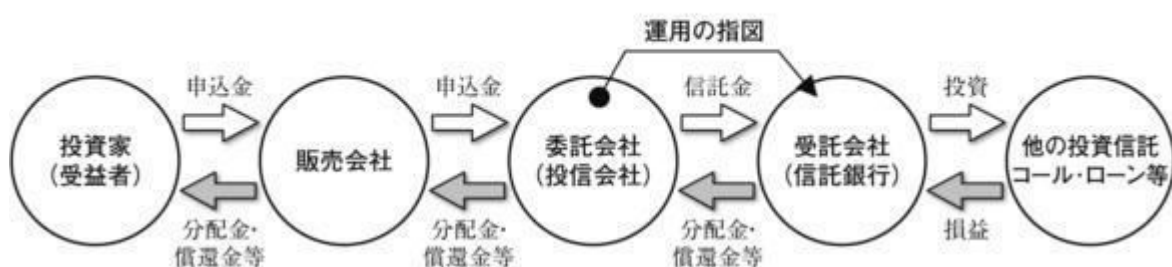 運用の指図
申込金
申込金
信託金
投資
投資家
(受益者)
販売会社
委託会社
(投信会社)
受託会社
(信託銀行)
他の投資信託
コール・ローン等
分配金・
償還金等
分配金・
償還金等
分配金・
償還金等
損益